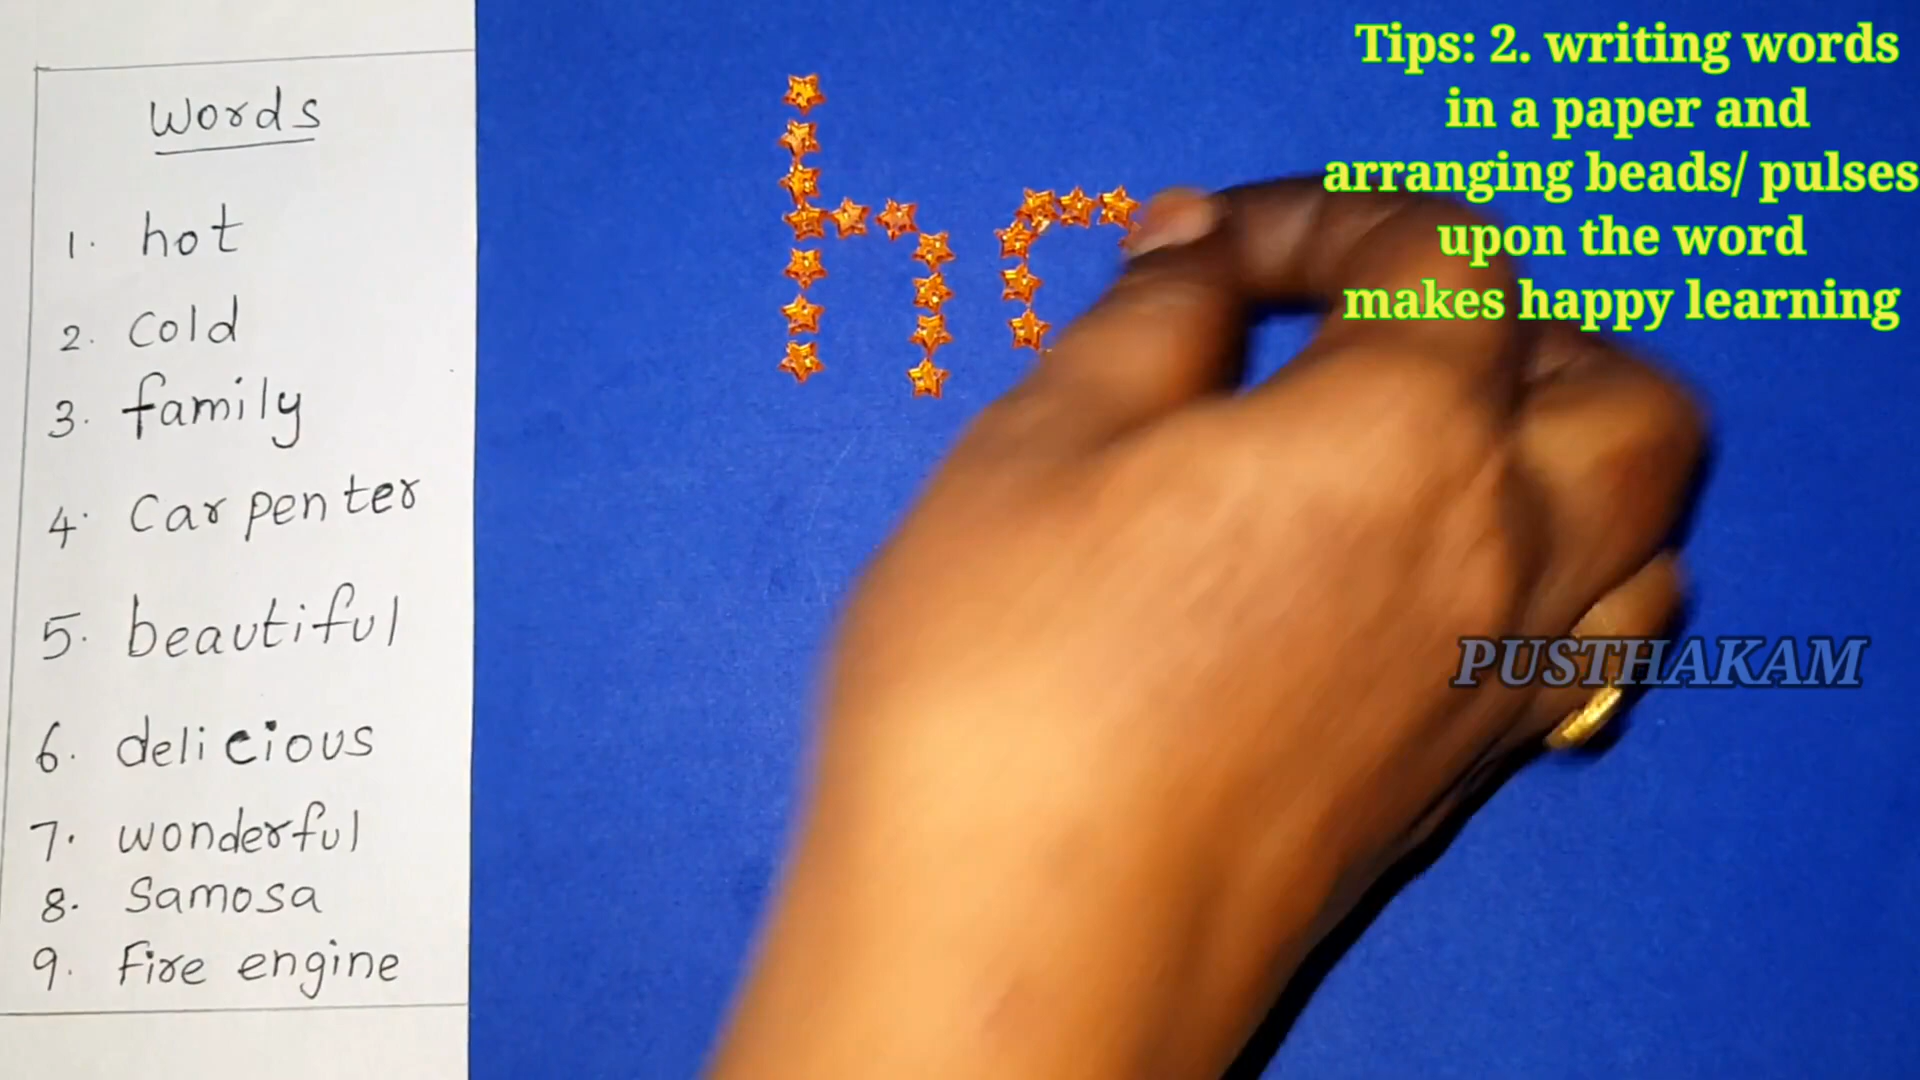 Words
1. hot
2. cold
3. family
4. Carpenter
5. beautiful
6. delicious
7. wonderful
8. Samosa
9. Fire engine
h
Tips: 2. writing words
in a paper and
arranging beads/ pulses
upon the word
makes happy learning
PUSTHAKAM